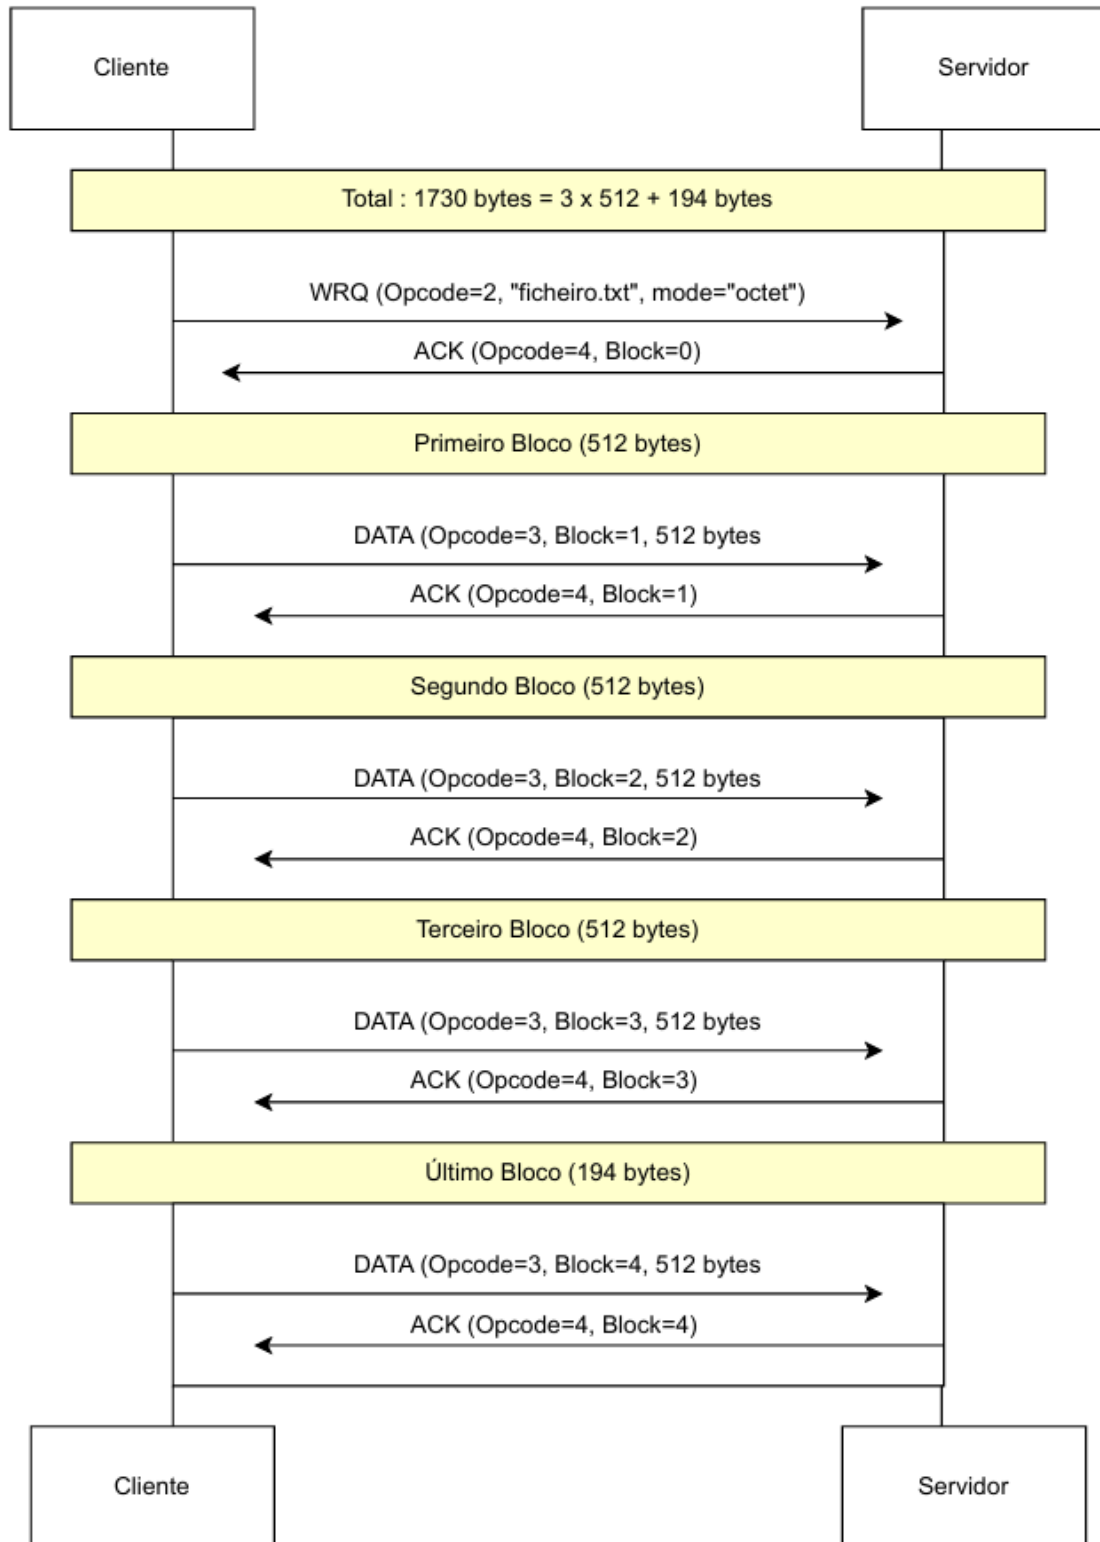 Cliente
Servidor
Total : 1730 bytes = 3 x 512 + 194 bytes
WRQ (Opcode=2, "ficheiro.txt", mode="octet")
ACK (Opcode=4, Block=0)
Primeiro Bloco (512 bytes)
DATA (Opcode=3, Block=1, 512 bytes
ACK (Opcode=4, Block=1)
Segundo Bloco (512 bytes)
DATA (Opcode=3, Block=2, 512 bytes
ACK (Opcode=4, Block=2)
Terceiro Bloco (512 bytes)
DATA (Opcode=3, Block=3, 512 bytes
ACK (Opcode=4, Block=3)
Último Bloco (194 bytes)
DATA (Opcode=3, Block=4, 512 bytes
ACK (Opcode=4, Block=4)
Cliente
Servidor